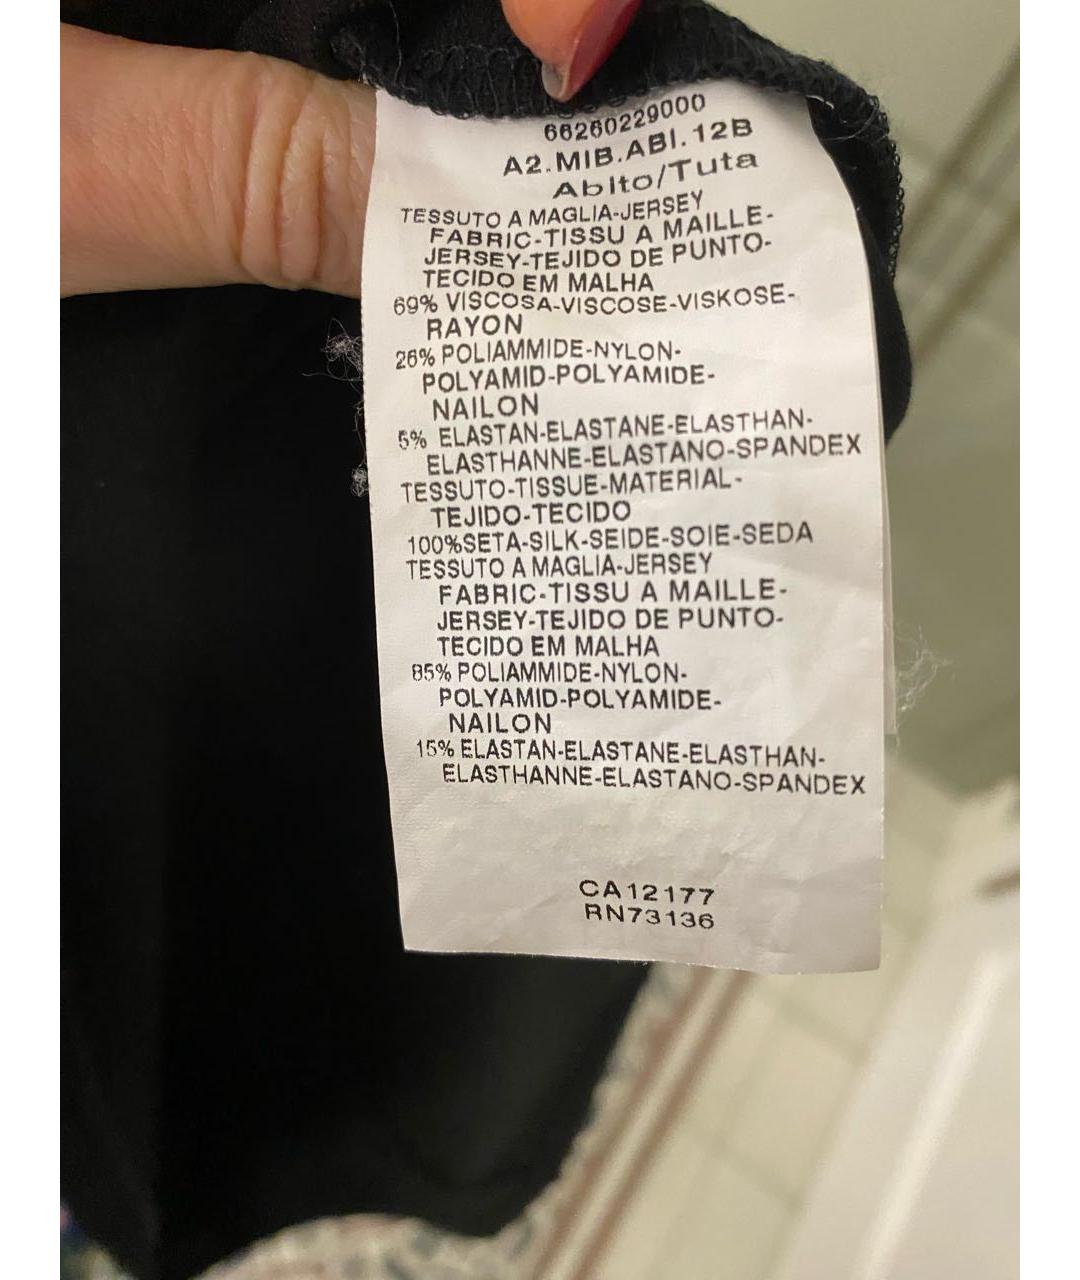 66260229000
A2.MIB.ABI.12B
Abito/Tuta
TESSUTO A MAGLIA-JERSEY
FABRIC-TISSU A MAILLE-
JERSEY-TEJIDO DE PUNTO-
TECIDO EM MALHA
69% VISCOSA-VISCOSE-VISKOSE-
RAYON
26% POLIAMMIDE-NYLON-
POLYAMID-POLYAMIDE-
NAILON
5% ELASTAN-ELASTANE-ELASTHAN-
ELASTHANNE-ELASTANO-SPANDEX
TESSUTO-TISSUE-MATERIAL-
TEJIDO-TECIDO
100%SETA-SILK-SEIDE-SOIE-SEDA
TESSUTO A MAGLIA-JERSEY
FABRIC-TISSU A MAILLE-
JERSEY-TEJIDO DE PUNTO-
TECIDO EM MALHA
85% POLIAMMIDE-NYLON-
POLYAMID-POLYAMIDE-
NAILON
15% ELASTAN-ELASTANE-ELASTHAN-
ELASTHANNE-ELASTANO-SPANDEX
CA12177
RN73136